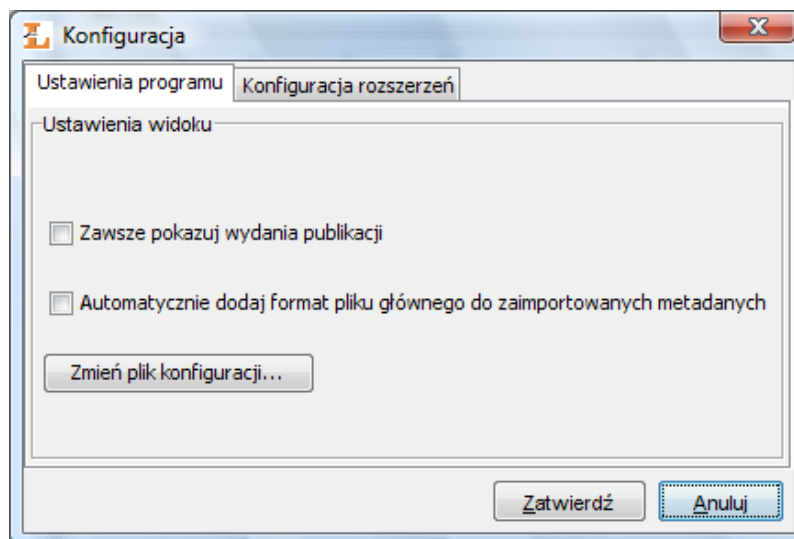 Konfiguracja
Ustawienia programu
Konfiguracja rozszerzeń
Ustawienia widoku
Zawsze pokazuj wydania publikacji
Automatycznie dodaj format pliku głównego do zaimportowanych metadanych
Zmień plik konfiguracji...
Zatwierdź
Anuluj